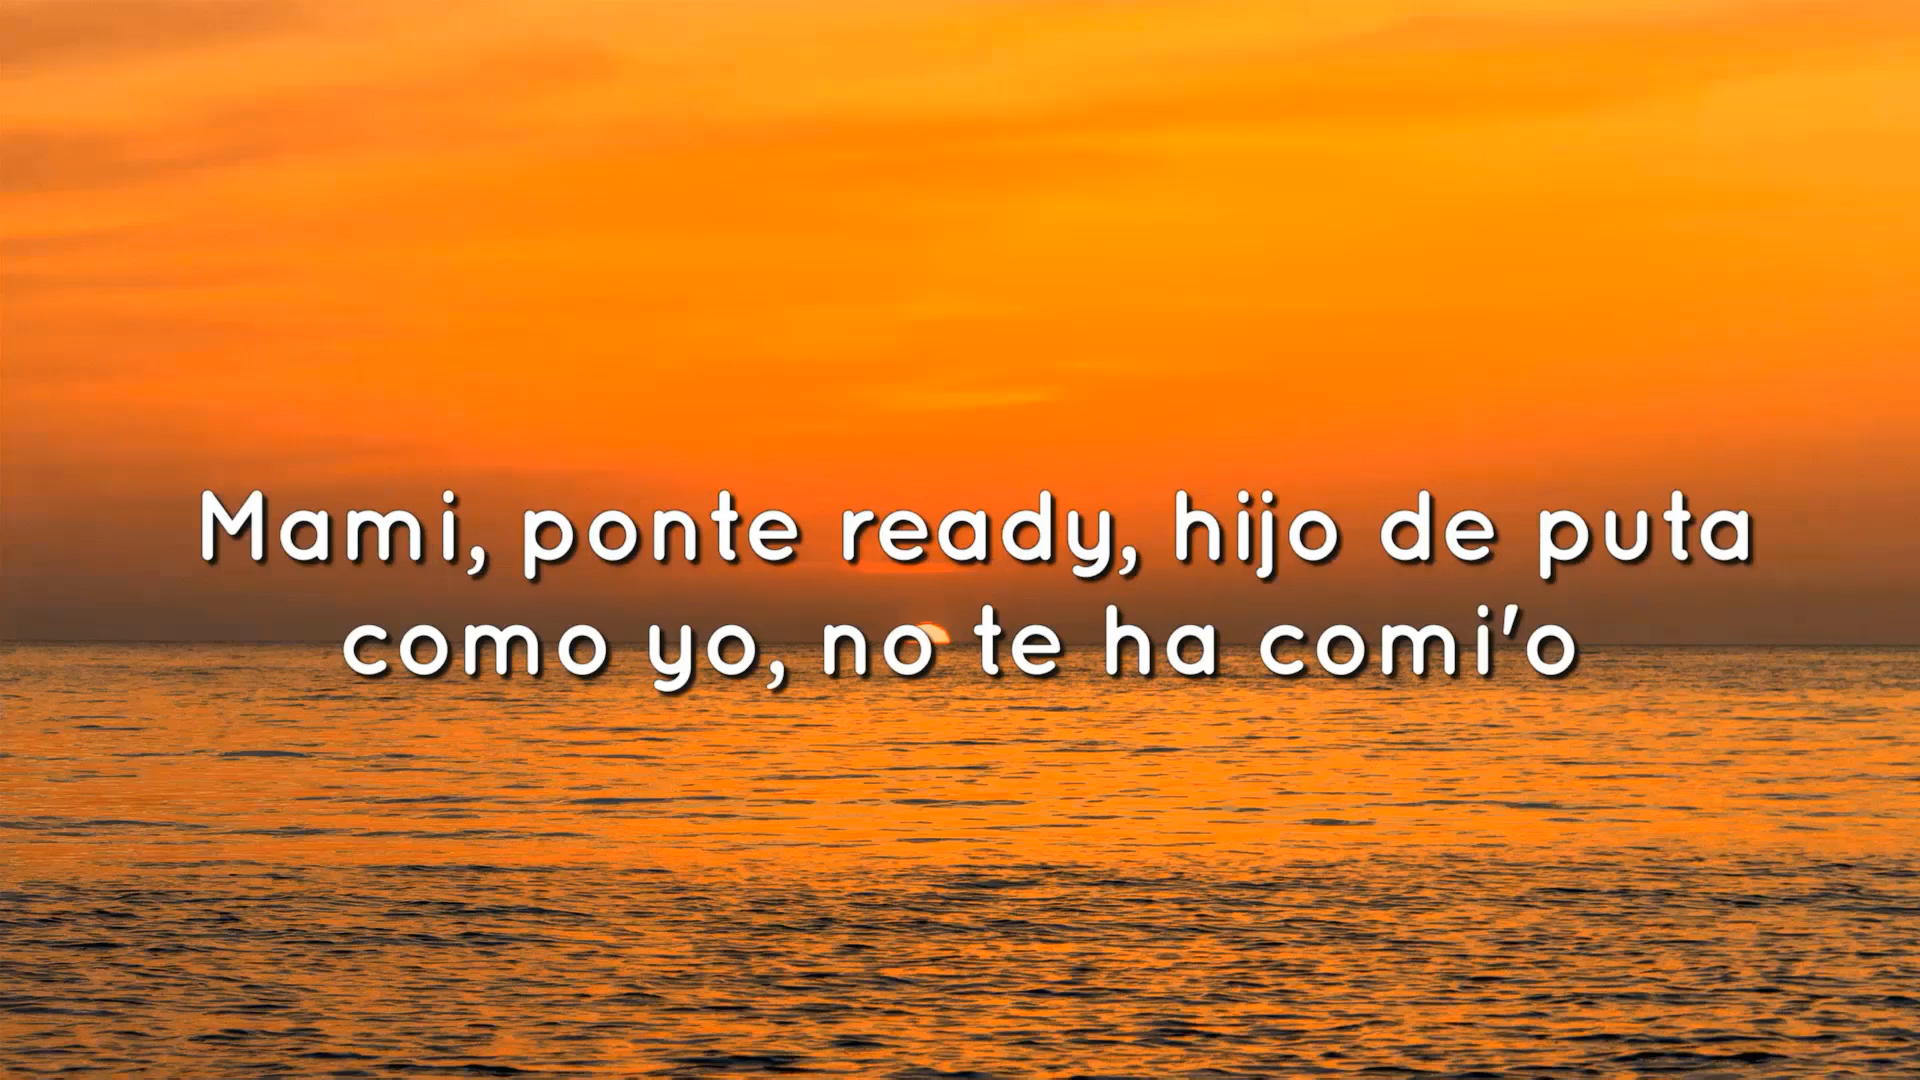 Mami, ponte ready, hijo de puta
como yo, no te ha comi'o